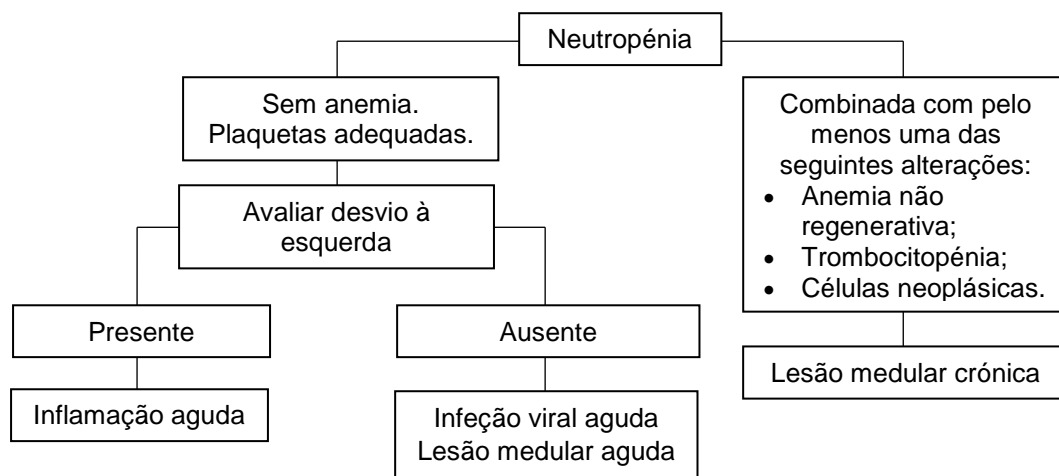 Neutropénia
Sem anemia.
Plaquetas adequadas.
Avaliar desvio à
esquerda
Presente
Inflamação aguda
Ausente
Infeção viral aguda
Lesão medular aguda
Combinada com pelo
menos uma das
seguintes alterações:
• Anemia não
regenerativa;
• Trombocitopénia;
• Células neoplásicas.
Lesão medular crónica